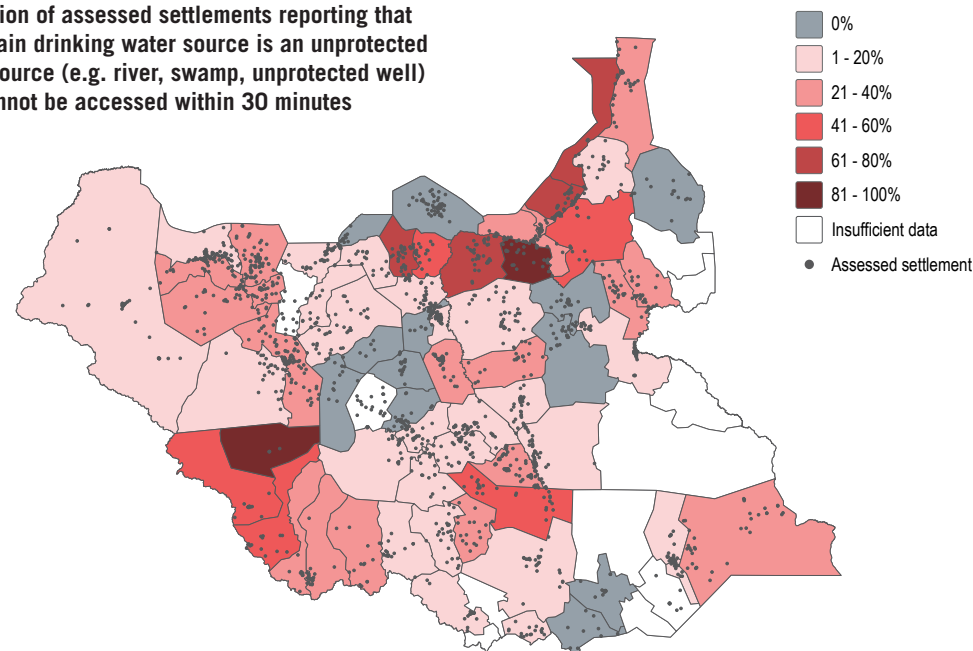 ion of assessed settlements reporting that
ain drinking water source is an unprotected
ource (e.g. river, swamp, unprotected well)
nnot be accessed within 30 minutes
0%
1 - 20%
21 - 40%
41 - 60%
61 - 80%
81 - 100%
Insufficient data
Assessed settlement